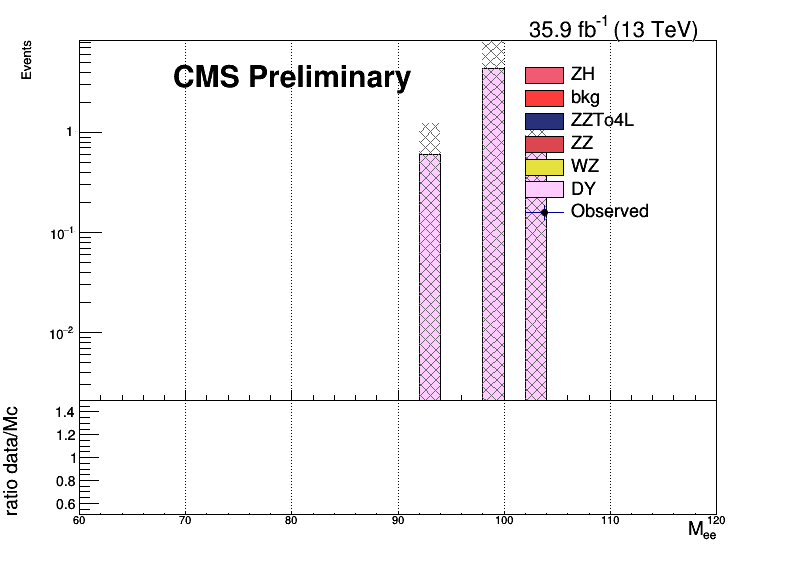 35.9 fb⁻¹ (13 TeV)
Events
CMS Preliminary
ZH
bkg
ZZTo4L
ZZ
WZ
DY
Observed
1
10⁻¹
10⁻²
ratio data/Mc
1.4
1.2
1
0.8
0.6
60 70 80 90 100 110 120
Mₑₑ